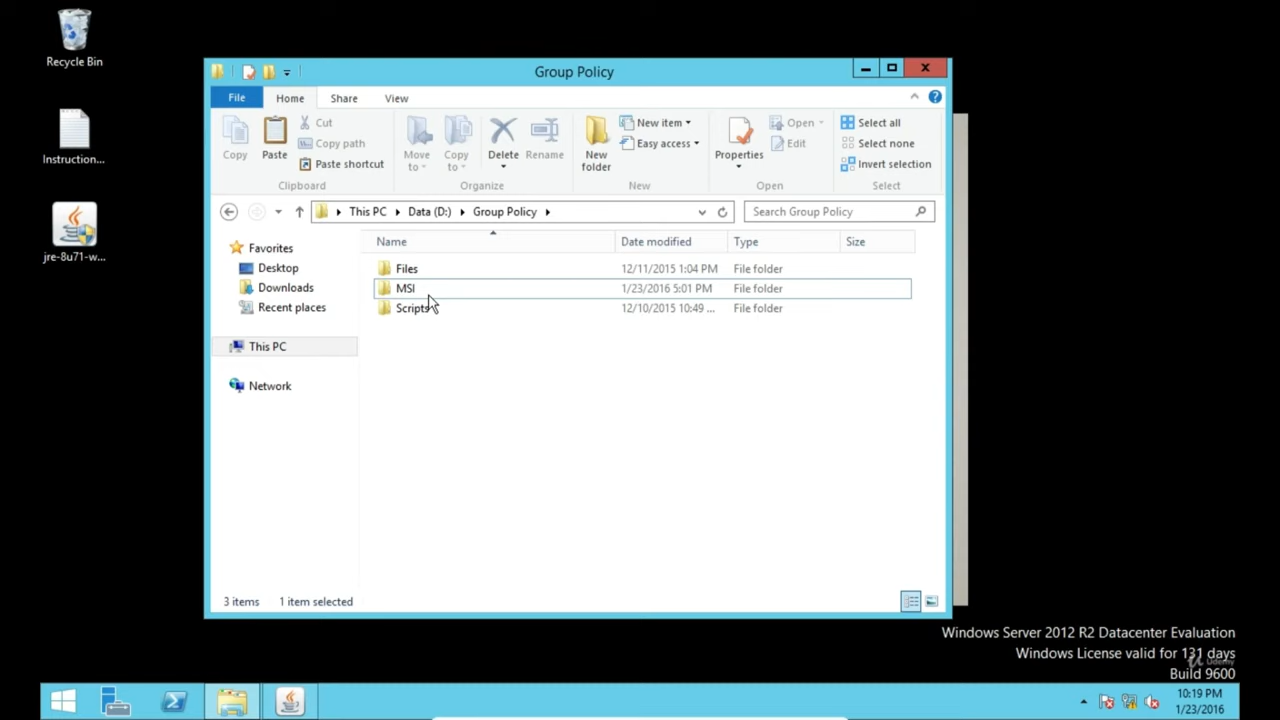 Recycle Bin
Instruction...
jre-8u71-w...
Group Policy
File Home Share View
Copy
Paste
Cut
Copy path
Paste shortcut
Clipboard
Move to
Copy to
Delete
Rename
Organize
New folder
New item
Easy access
New
Properties
Open
Edit
Open
Select all
Select none
Invert selection
Select
This PC Data (D:) Group Policy
Search Group Policy
Name Date modified Type Size
Favorites
Desktop
Downloads
Recent places
This PC
Network
Files 12/11/2015 1:04 PM File folder
MSI 1/23/2016 5:01 PM File folder
Scripts 12/10/2015 10:49 ... File folder
3 items 1 item selected
Windows Server 2012 R2 Datacenter Evaluation
Windows License valid for 131 days
Udemy
Build 9600
10:19 PM
1/23/2016